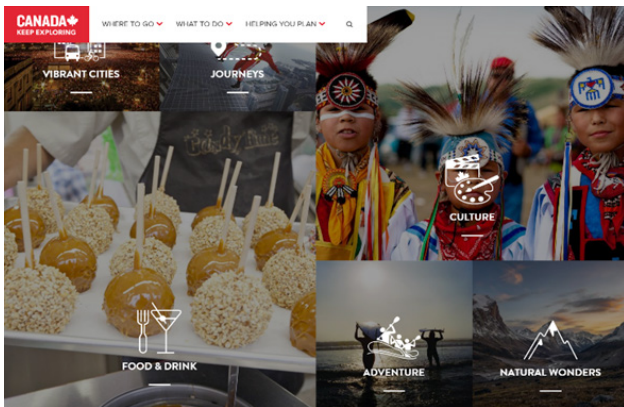 CANADA
KEEP EXPLORING
WHERE TO GO
WHAT TO DO
HELPING YOU PLAN
VIBRANT CITIES
JOURNEYS
CULTURE
FOOD & DRINK
ADVENTURE
NATURAL WONDERS